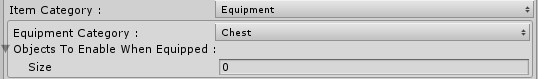 Item Category : Equipment
Equipment Category : Chest
Objects To Enable When Equipped :
Size 0